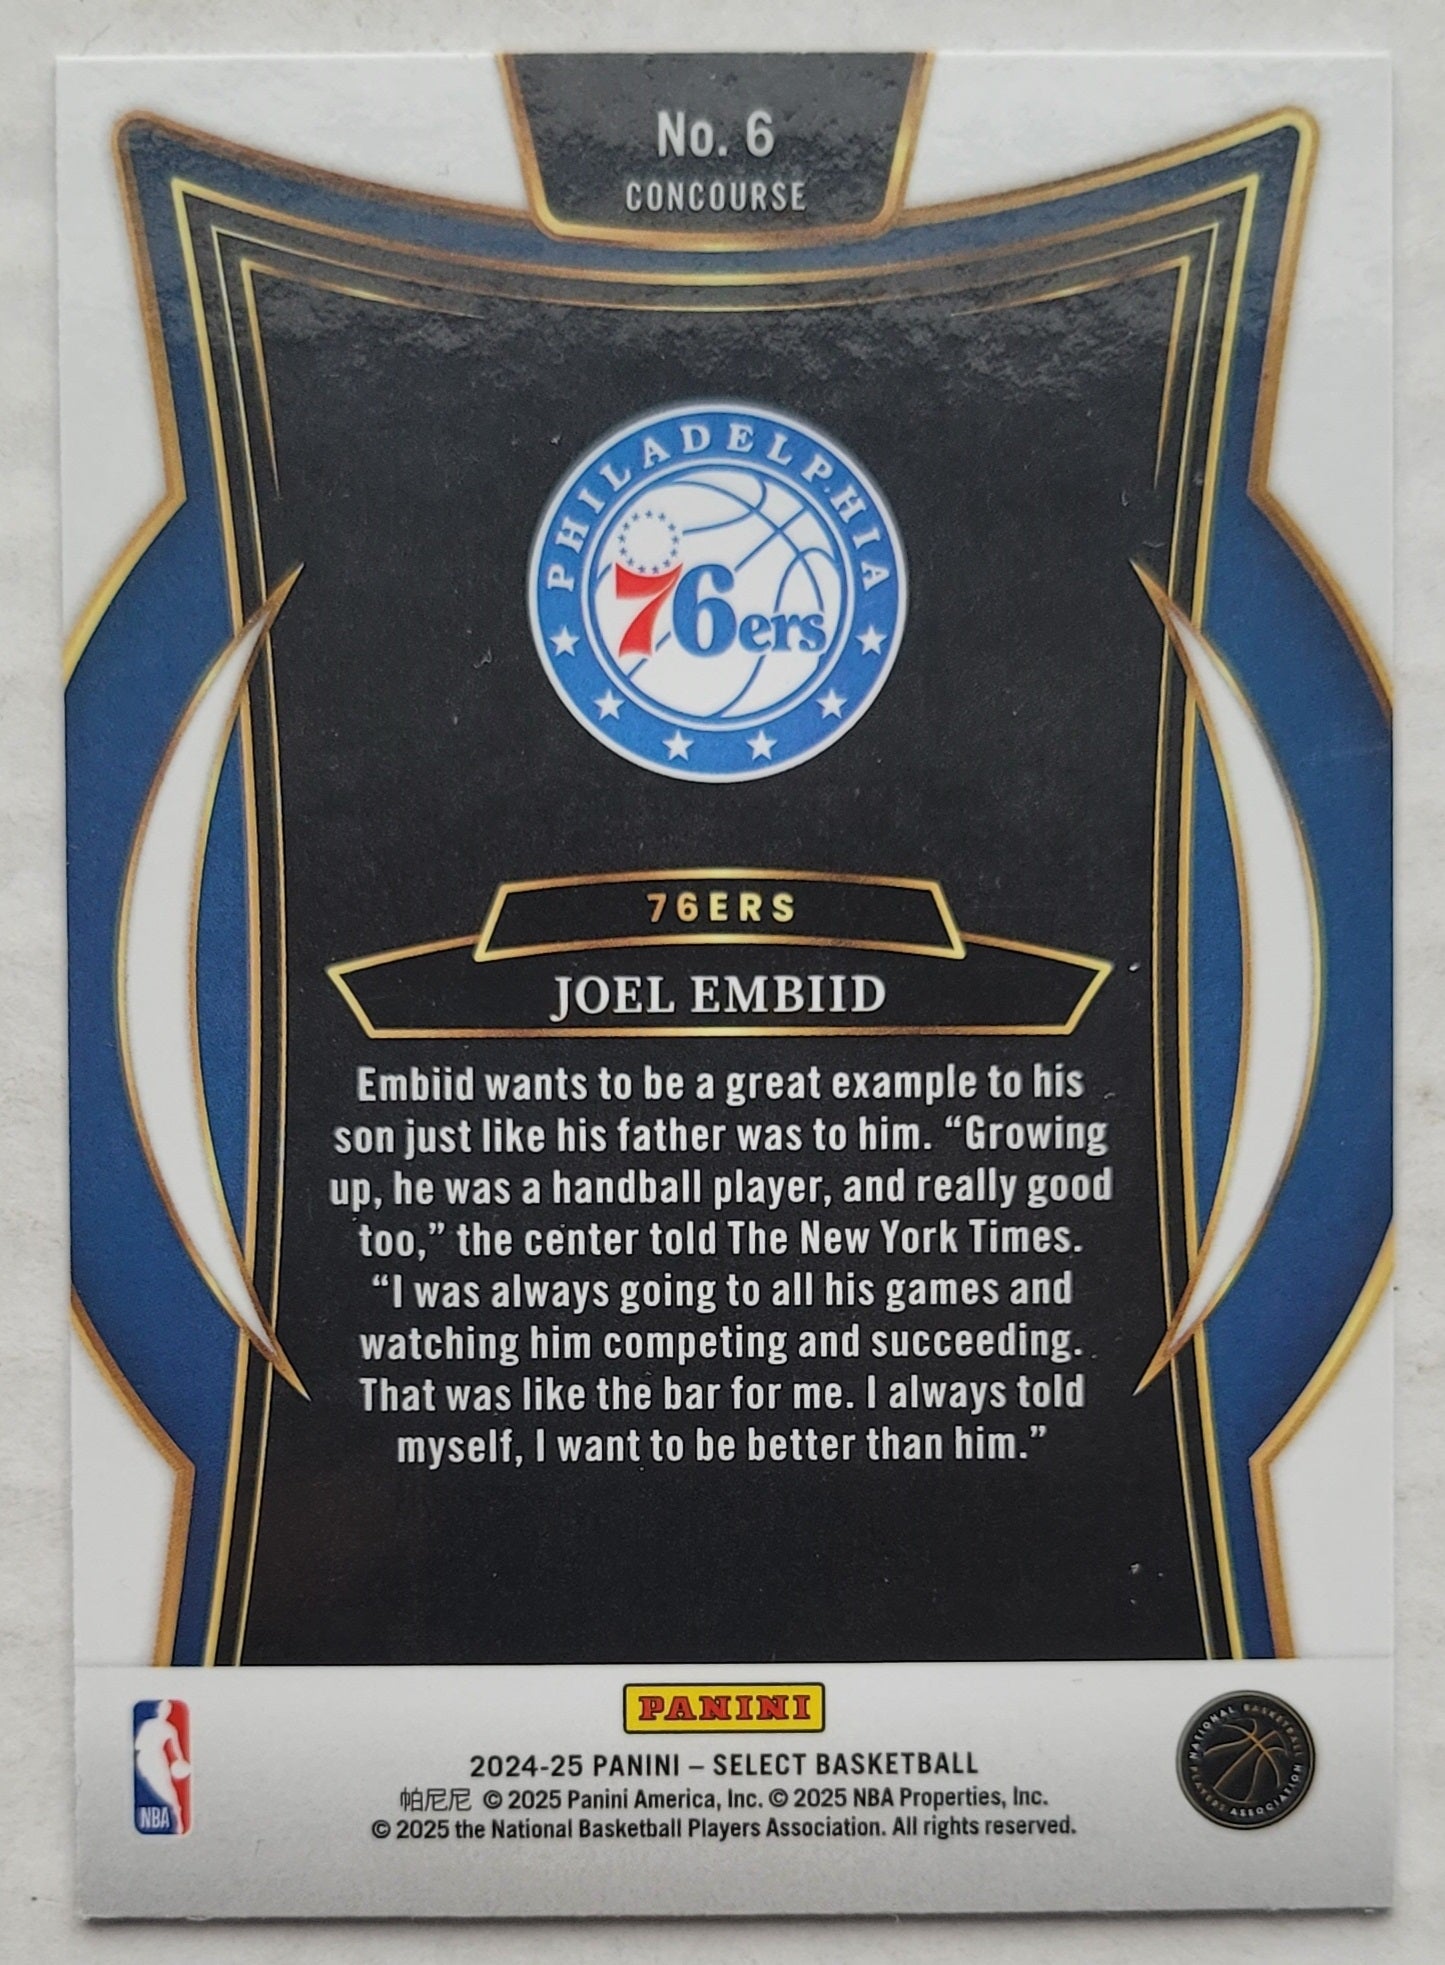 No. 6
CONCOURSE
PHILADELPHIA
76ers
76ERS
JOEL EMBIID
Embiid wants to be a great example to his
son just like his father was to him. “Growing
up, he was a handball player, and really good
too,” the center told The New York Times.
“I was always going to all his games and
watching him competing and succeeding.
That was like the bar for me. I always told
myself, I want to be better than him.”
PANINI
2024-25 PANINI – SELECT BASKETBALL
帕尼尼 © 2025 Panini America, Inc. © 2025 NBA Properties, Inc.
© 2025 the National Basketball Players Association. All rights reserved.
NBA
NATIONAL BASKETBALL
PLAYERS ASSOCIATION